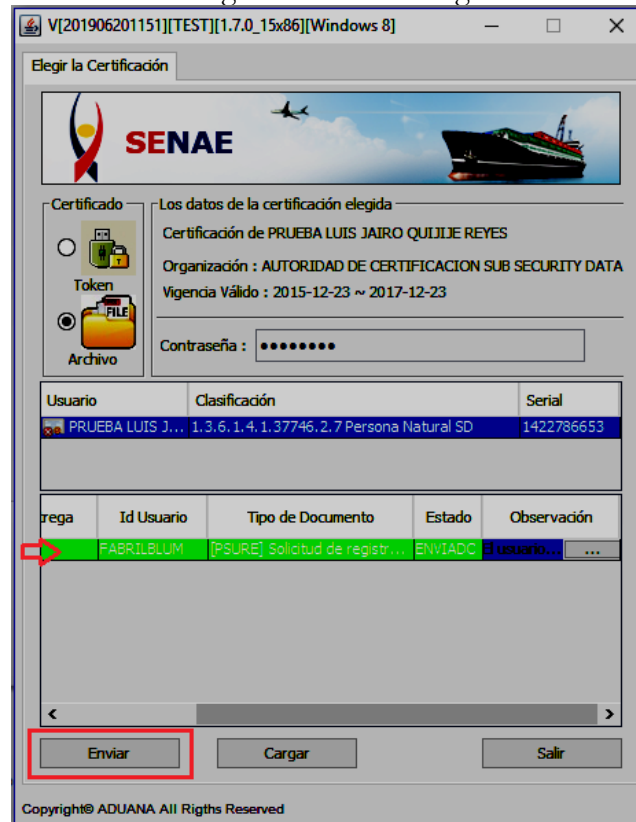 V[201906201151][TEST][1.7.0_15x86][Windows 8]
Elegir la Certificación
SENAE
Certificado
Los datos de la certificación elegida
Certificación de PRUEBA LUIS JAIRO QUIJIJE REYES
Organización : AUTORIDAD DE CERTIFICACION SUB SECURITY DATA
Token
Vigencia Válido : 2015-12-23 ~ 2017-12-23
FILE
Archivo
Contraseña : ●●●●●●●●
Usuario Clasificación Serial
PRUEBA LUIS J... 1.3.6.1.4.1.37746.2.7 Persona Natural SD 1422786653
trega Id Usuario Tipo de Documento Estado Observación
FABRILBLUM [PSURE] Solicitud de registr... ENVIADC El usuario... ...
Enviar Cargar Salir
Copyright© ADUANA All Rigths Reserved